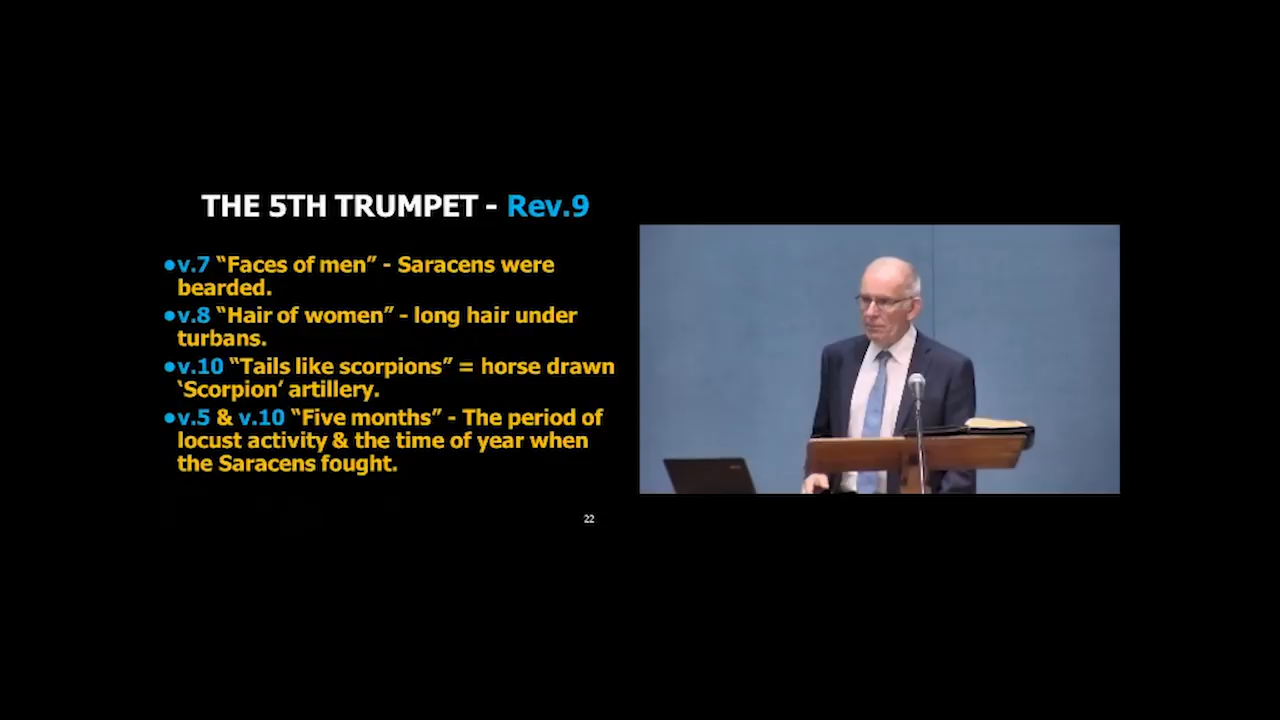 THE 5TH TRUMPET - Rev.9
●v.7 “Faces of men” - Saracens were
bearded.
●v.8 “Hair of women” - long hair under
turbans.
●v.10 “Tails like scorpions” = horse drawn
‘Scorpion’ artillery.
●v.5 & v.10 “Five months” - The period of
locust activity & the time of year when
the Saracens fought.
22